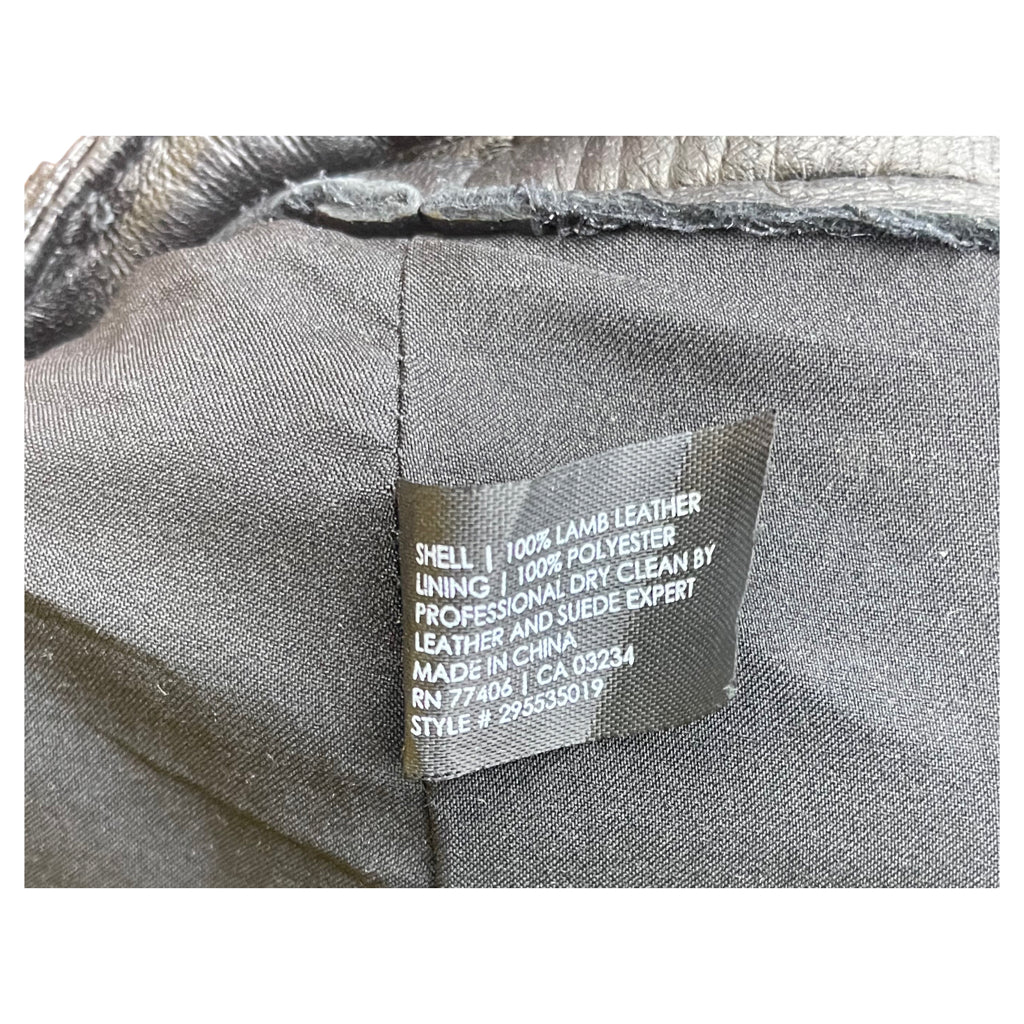 SHELL | 100% LAMB LEATHER
LINING | 100% POLYESTER
PROFESSIONAL DRY CLEAN BY
LEATHER AND SUEDE EXPERT
MADE IN CHINA
RN 77406 | CA 03234
STYLE # 295535019